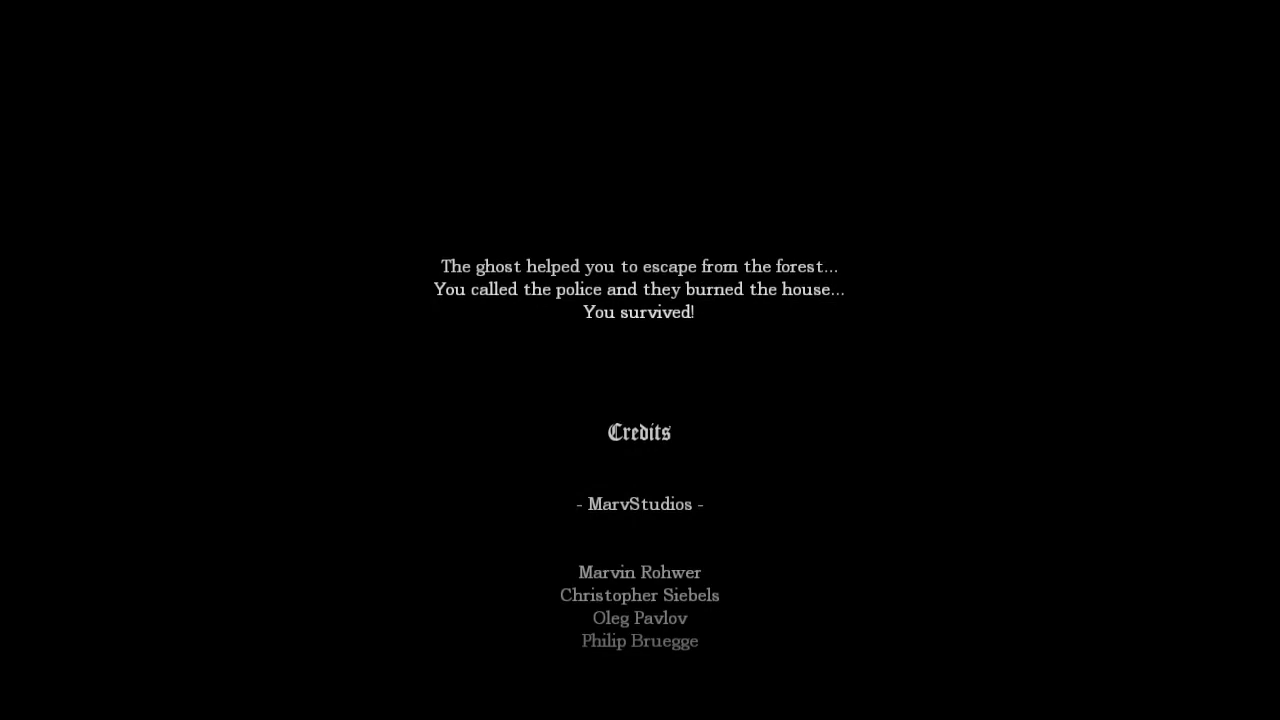 The ghost helped you to escape from the forest...
You called the police and they burned the house...
You survived!
Credits
- MarvStudios -
Marvin Rohwer
Christopher Siebels
Oleg Pavlov
Philip Bruegge